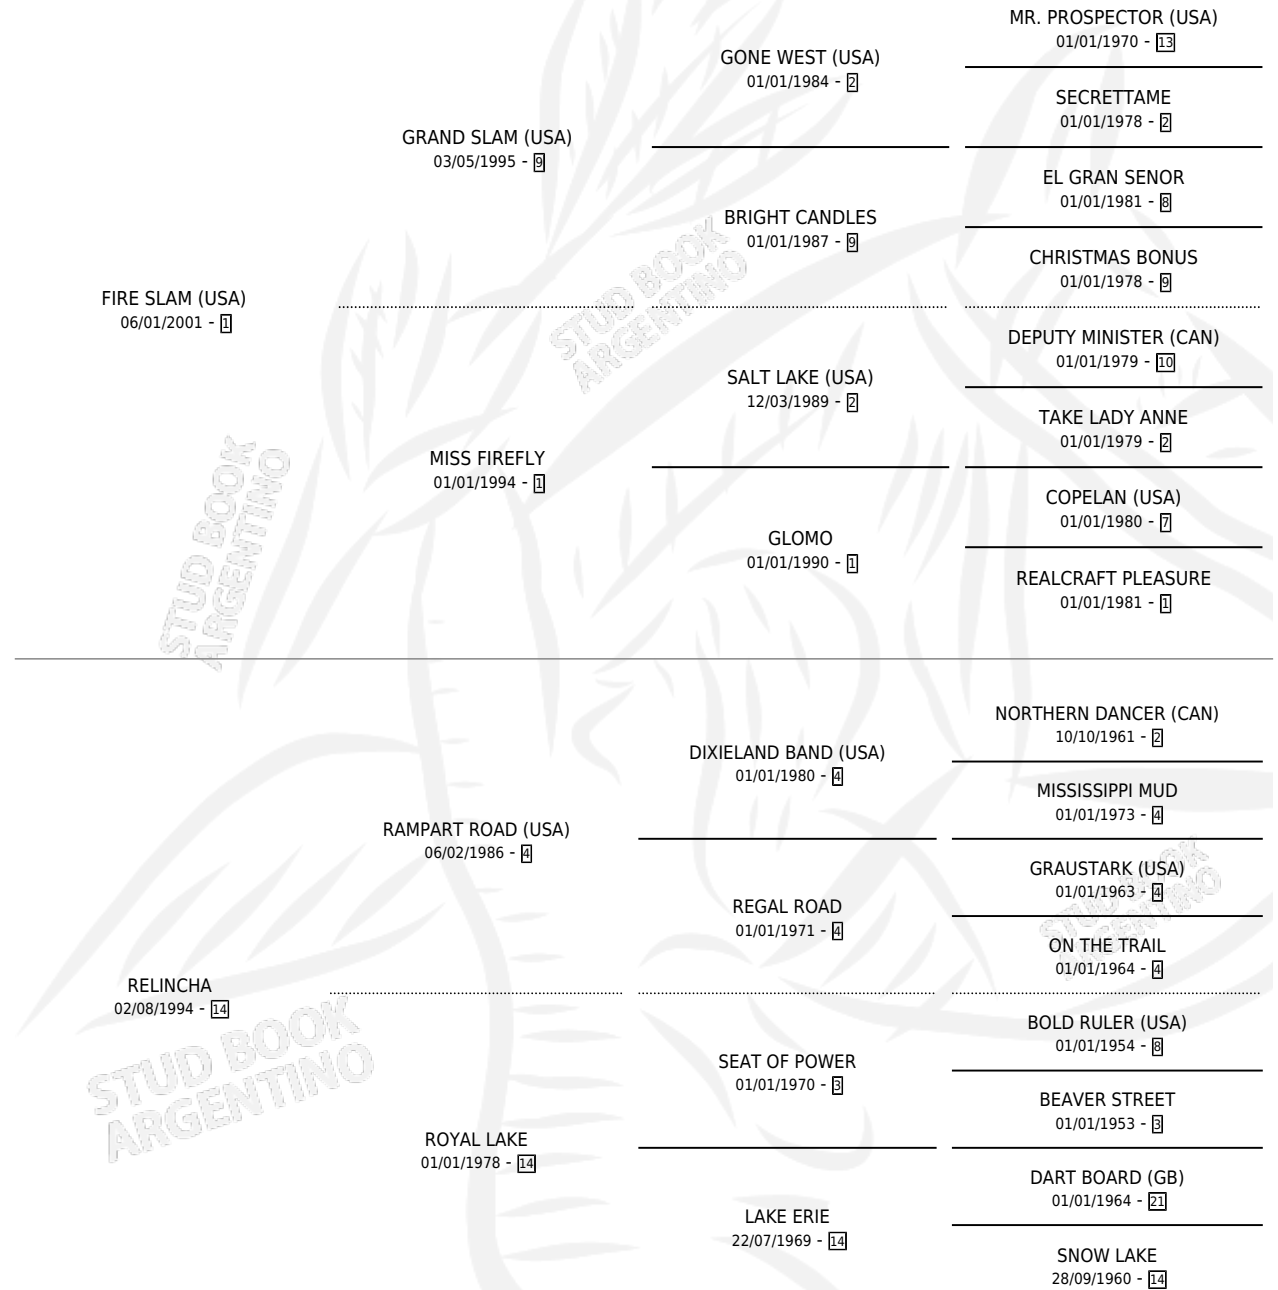 MR. PROSPECTOR (USA)
01/01/1970 - 13
GONE WEST (USA)
01/01/1984 - 2
SECRETTAME
01/01/1978 - 2
GRAND SLAM (USA)
03/05/1995 - 9
EL GRAN SENOR
01/01/1981 - 8
BRIGHT CANDLES
01/01/1987 - 9
CHRISTMAS BONUS
01/01/1978 - 9
FIRE SLAM (USA)
06/01/2001 - 1
STUD BOOK
ARGENTINO
DEPUTY MINISTER (CAN)
01/01/1979 - 10
SALT LAKE (USA)
12/03/1989 - 2
TAKE LADY ANNE
01/01/1979 - 2
MISS FIREFLY
01/01/1994 - 1
COPELAN (USA)
01/01/1980 - 7
GLOMO
01/01/1990 - 1
REALCRAFT PLEASURE
01/01/1981 - 1
STUD BOOK
ARGENTINO
NORTHERN DANCER (CAN)
10/10/1961 - 2
DIXIELAND BAND (USA)
01/01/1980 - 4
MISSISSIPPI MUD
01/01/1973 - 4
RAMPART ROAD (USA)
06/02/1986 - 4
GRAUSTARK (USA)
01/01/1963 - 4
REGAL ROAD
01/01/1971 - 4
STUD BOOK
ARGENTINO
ON THE TRAIL
01/01/1964 - 4
RELINCHA
02/08/1994 - 14
BOLD RULER (USA)
01/01/1954 - 8
SEAT OF POWER
01/01/1970 - 3
BEAVER STREET
01/01/1953 - 3
STUD BOOK
ARGENTINO
ROYAL LAKE
01/01/1978 - 14
DART BOARD (GB)
01/01/1964 - 21
LAKE ERIE
22/07/1969 - 14
SNOW LAKE
28/09/1960 - 14